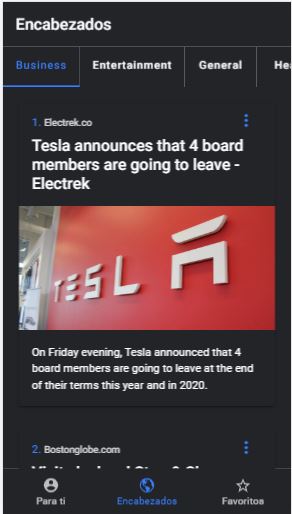 Encabezados
Business Entertainment General
1. Electrek.co
Tesla announces that 4 board
members are going to leave -
Electrek
TESLA
On Friday evening, Tesla announced that 4
board members are going to leave at the end
of their terms this year and in 2020.
2. Bostonglobe.com
Para ti Encabezados Favoritos